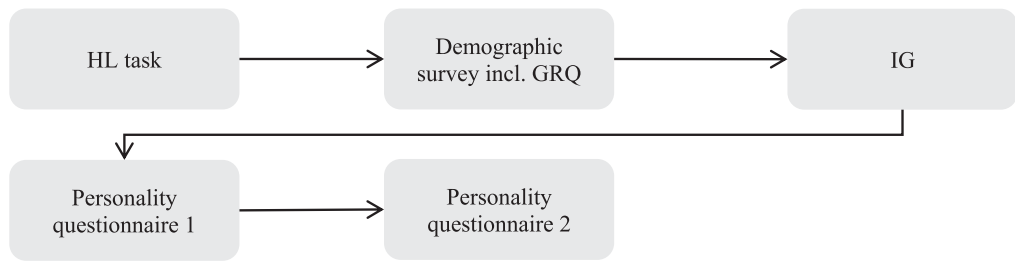 HL task
Demographic
survey incl. GRQ
IG
Personality
questionnaire 1
Personality
questionnaire 2